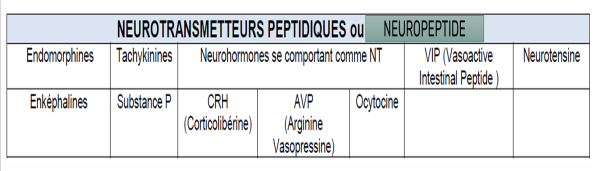 NEUROTRANSMETTEURS PEPTIDIQUES ou NEUROPEPTIDE
Endomorphines Tachykinines Neurohormones se comportant comme NT VIP (Vasoactive Intestinal Peptide ) Neurotensine
Enképhalines Substance P CRH (Corticolibérine) AVP (Arginine Vasopressine) Ocytocine